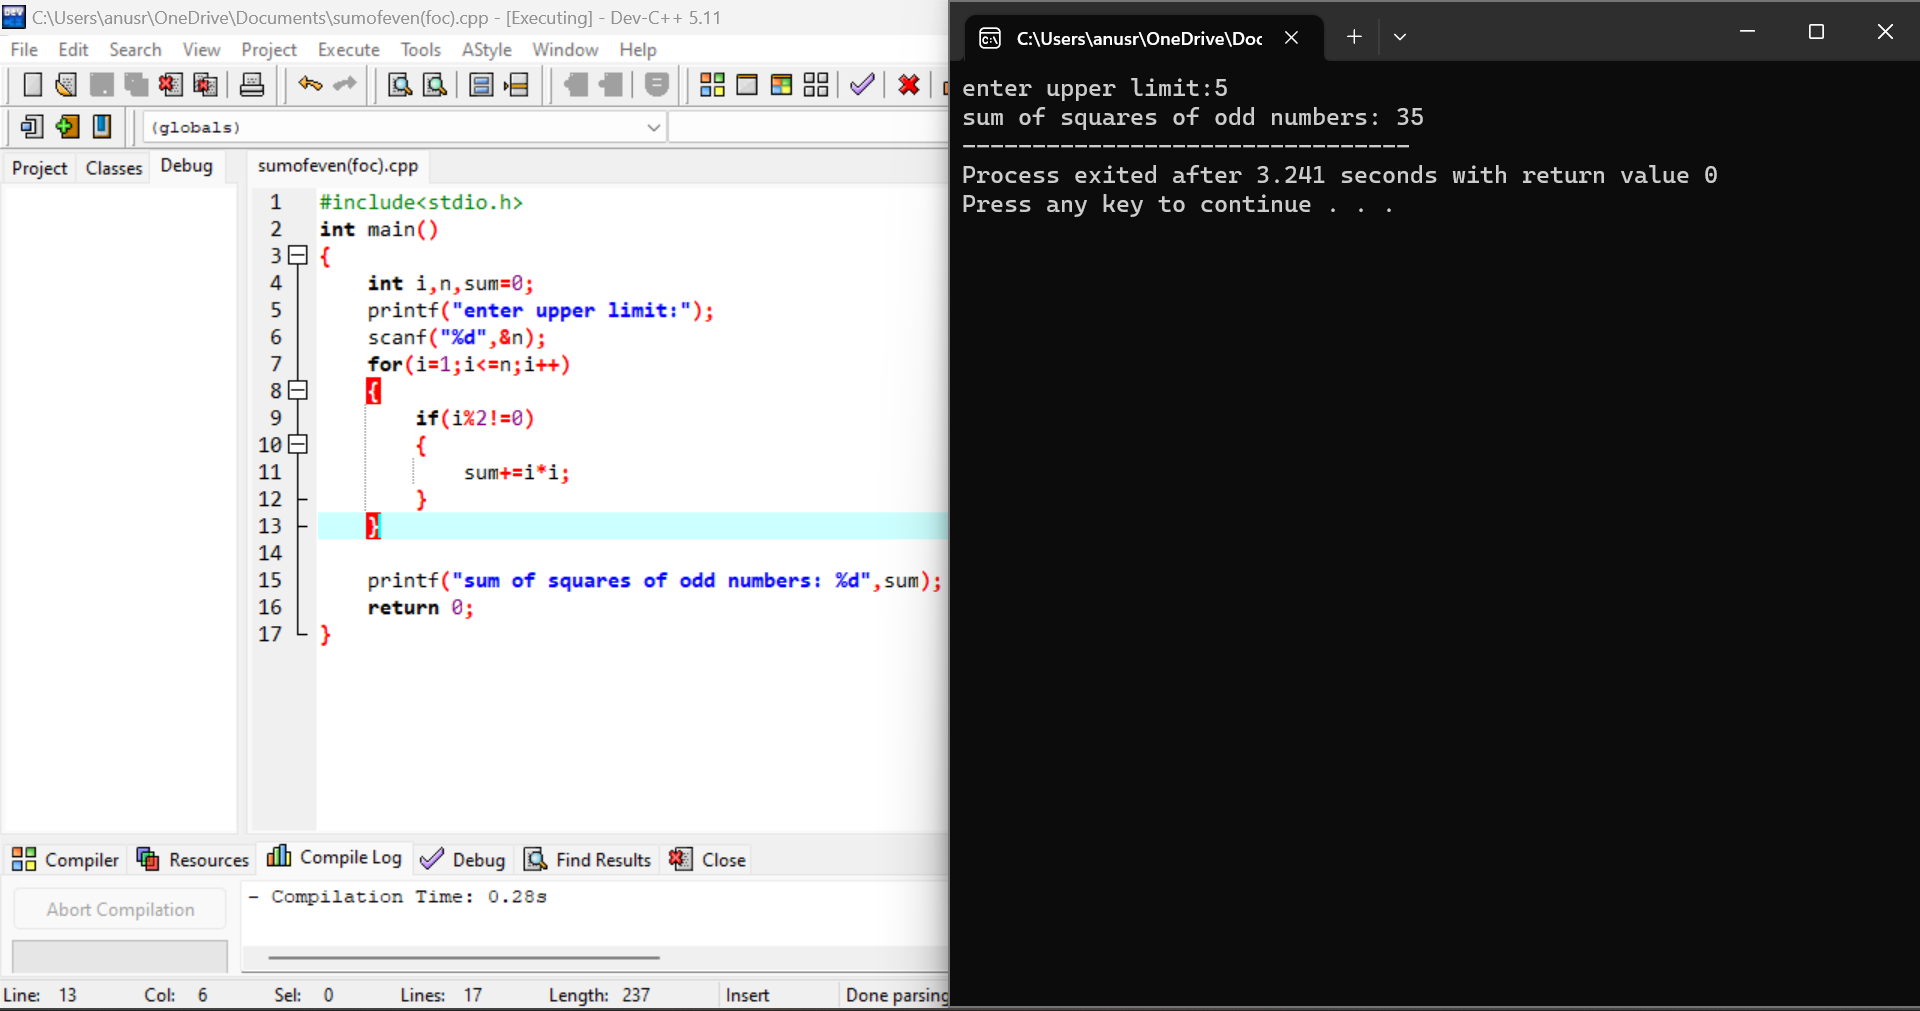 C:\Users\anusr\OneDrive\Documents\sumofeven(foc).cpp - [Executing] - Dev-C++ 5.11
File Edit Search View Project Execute Tools AStyle Window Help
(globals)
Project Classes Debug
sumofeven(foc).cpp
1 #include<stdio.h>
2 int main()
3 {
4 int i,n,sum=0;
5 printf("enter upper limit:");
6 scanf("%d",&n);
7 for(i=1;i<=n;i++)
8 {
9 if(i%2!=0)
10 {
11 sum+=i*i;
12 }
13 }
14
15 printf("sum of squares of odd numbers: %d",sum);
16 return 0;
17 }
Compiler Resources Compile Log Debug Find Results Close
Abort Compilation
- Compilation Time: 0.28s
Line: 13 Col: 6 Sel: 0 Lines: 17 Length: 237 Insert Done parsing
C:\Users\anusr\OneDrive\Doc
enter upper limit:5
sum of squares of odd numbers: 35
--------------------------------
Process exited after 3.241 seconds with return value 0
Press any key to continue . . .